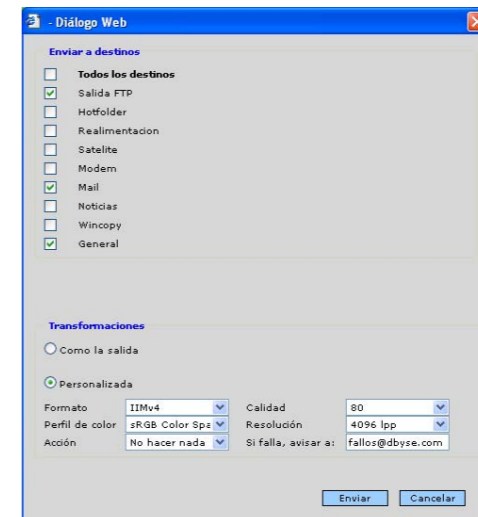 - Diálogo Web
Enviar a destinos
Todos los destinos
Salida FTP
Hotfolder
Realimentacion
Satelite
Modem
Mail
Noticias
Wincopy
General
Transformaciones
Como la salida
Personalizada
Formato IIMv4 Calidad 80
Perfil de color sRGB Color Spa Resolución 4096 lpp
Acción No hacer nada Si falla, avisar a: fallos@dbyse.com
Enviar Cancelar